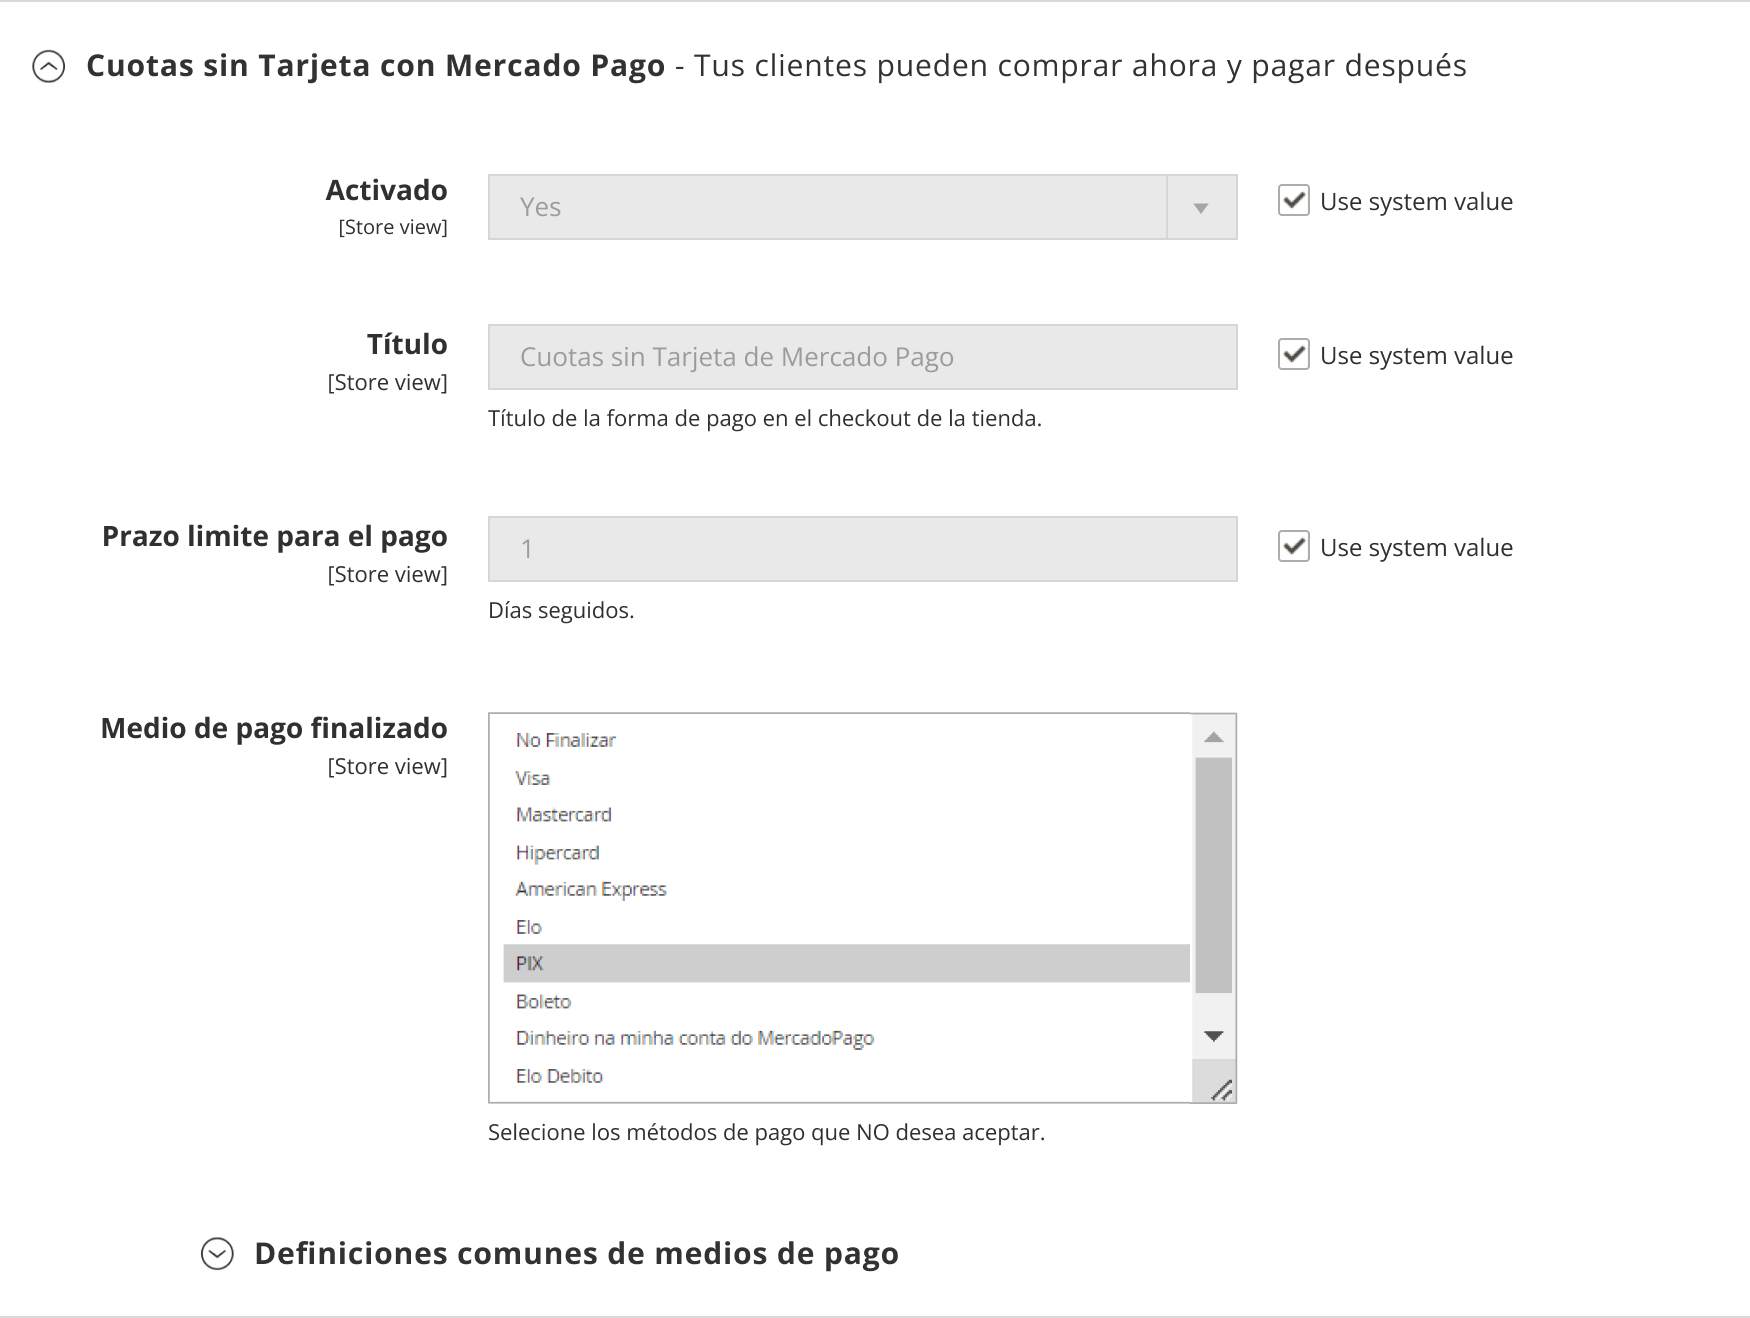 Cuotas sin Tarjeta con Mercado Pago - Tus clientes pueden comprar ahora y pagar después
Activado
[Store view]
Yes
Use system value
Título
[Store view]
Cuotas sin Tarjeta de Mercado Pago
Use system value
Título de la forma de pago en el checkout de la tienda.
Prazo limite para el pago
[Store view]
1
Use system value
Días seguidos.
Medio de pago finalizado
[Store view]
No Finalizar
Visa
Mastercard
Hipercard
American Express
Elo
PIX
Boleto
Dinheiro na minha conta do MercadoPago
Elo Debito
Selecione los métodos de pago que NO desea aceptar.
Definiciones comunes de medios de pago